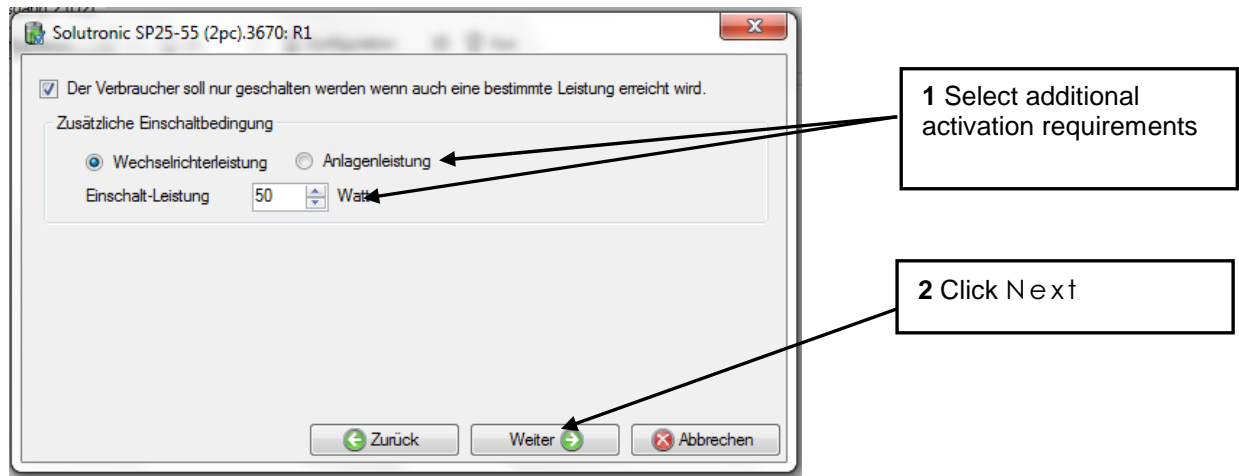 Solutronic SP25-55 (2pc).3670: R1
Der Verbraucher soll nur geschalten werden wenn auch eine bestimmte Leistung erreicht wird.
Zusätzliche Einschaltbedingung
Wechselrichterleistung Anlagenleistung
Einschalt-Leistung 50 Watt
Zurück Weiter Abbrechen
1 Select additional
activation requirements
2 Click Next